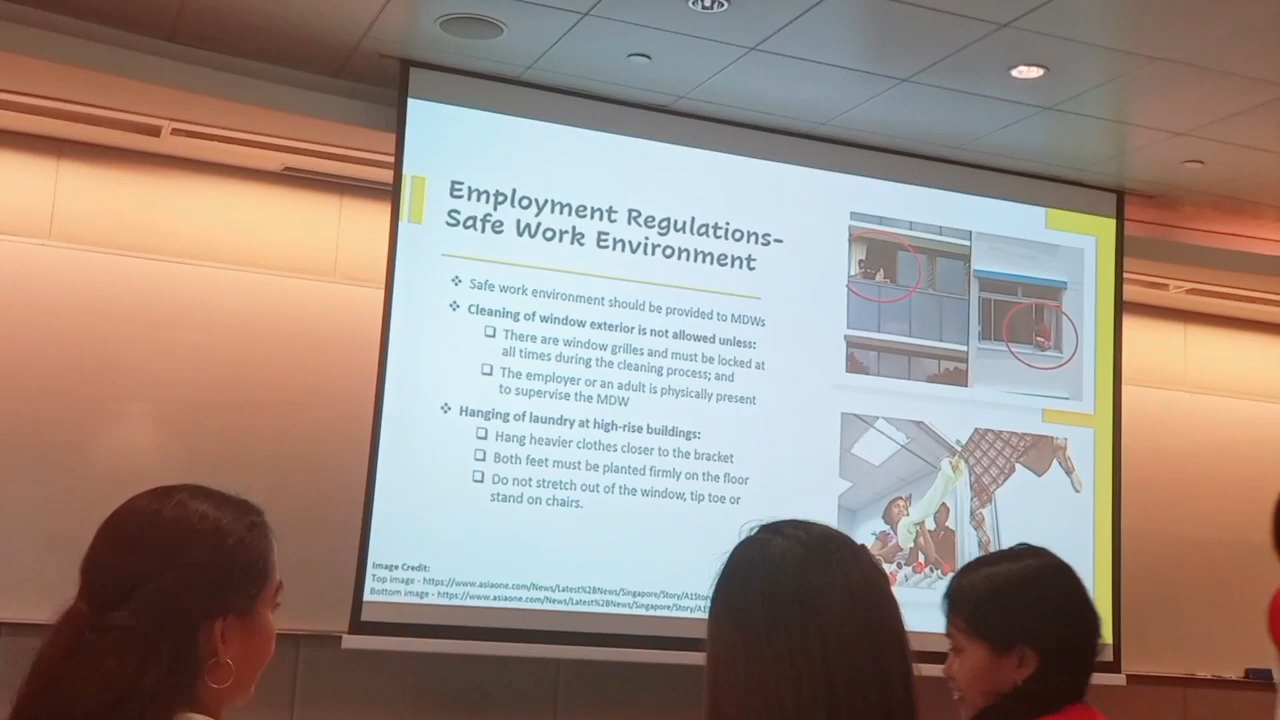 Employment Regulations-
Safe Work Environment
Safe work environment should be provided to MDWs
Cleaning of window exterior is not allowed unless:
There are window grilles and must be locked at
all times during the cleaning process; and
The employer or an adult is physically present
to supervise the MDW
Hanging of laundry at high-rise buildings:
Hang heavier clothes closer to the bracket
Both feet must be planted firmly on the floor
Do not stretch out of the window, tip toe or
stand on chairs.
Image Credit:
Top image - https://www.asiaone.com/News/Latest%2BNews/Singapore/Story/A1Stor
Bottom image - https://www.asiaone.com/News/Latest%2BNews/Singapore/Story/A1